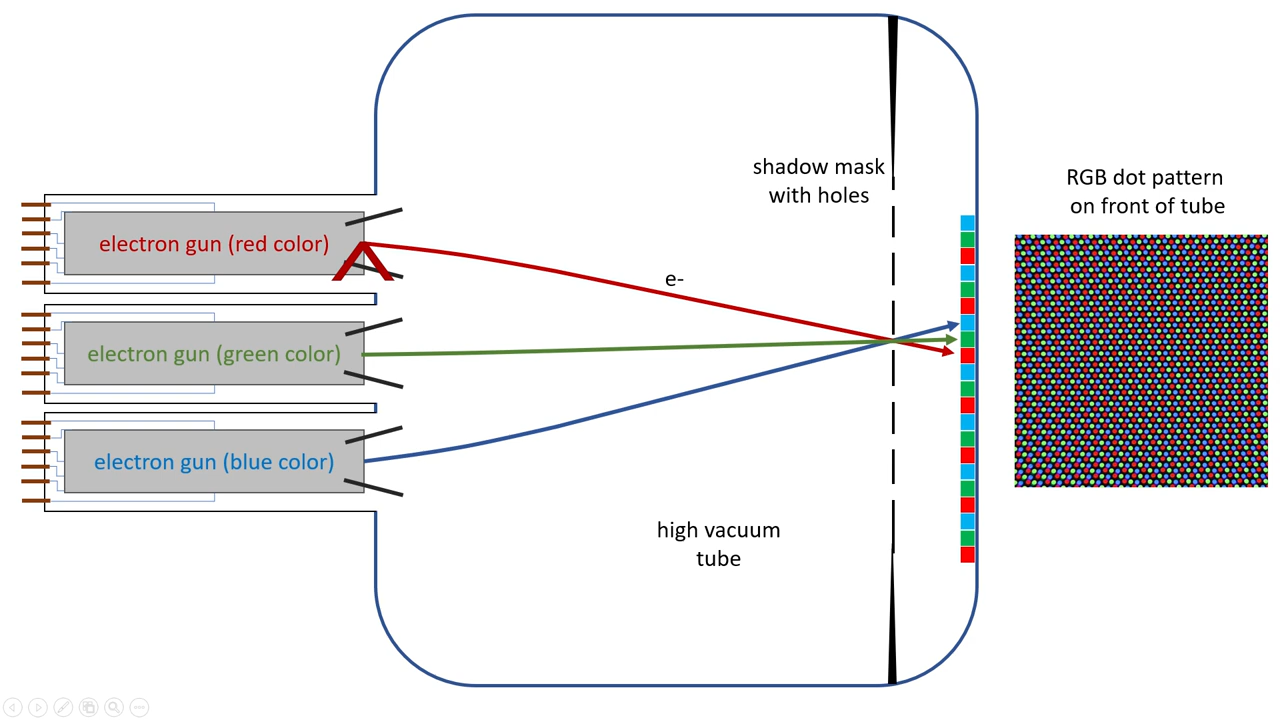 shadow mask
with holes
RGB dot pattern
on front of tube
electron gun (red color)
e-
electron gun (green color)
electron gun (blue color)
high vacuum
tube